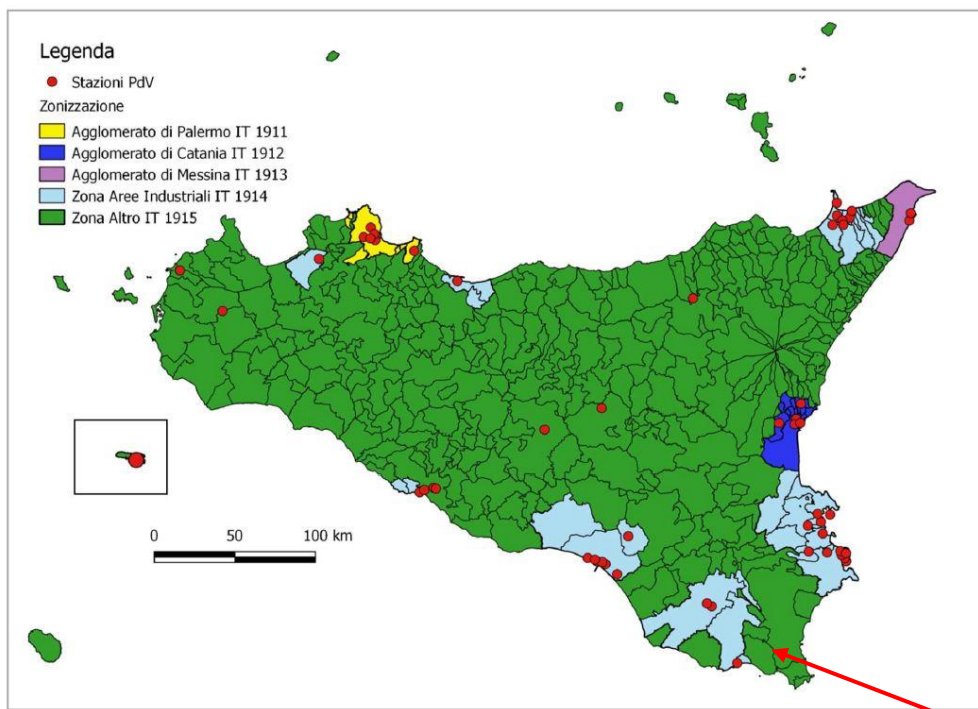 Legenda
Stazioni PdV
Zonizzazione
Agglomerato di Palermo IT 1911
Agglomerato di Catania IT 1912
Agglomerato di Messina IT 1913
Zona Aree Industriali IT 1914
Zona Altro IT 1915
0 50 100 km